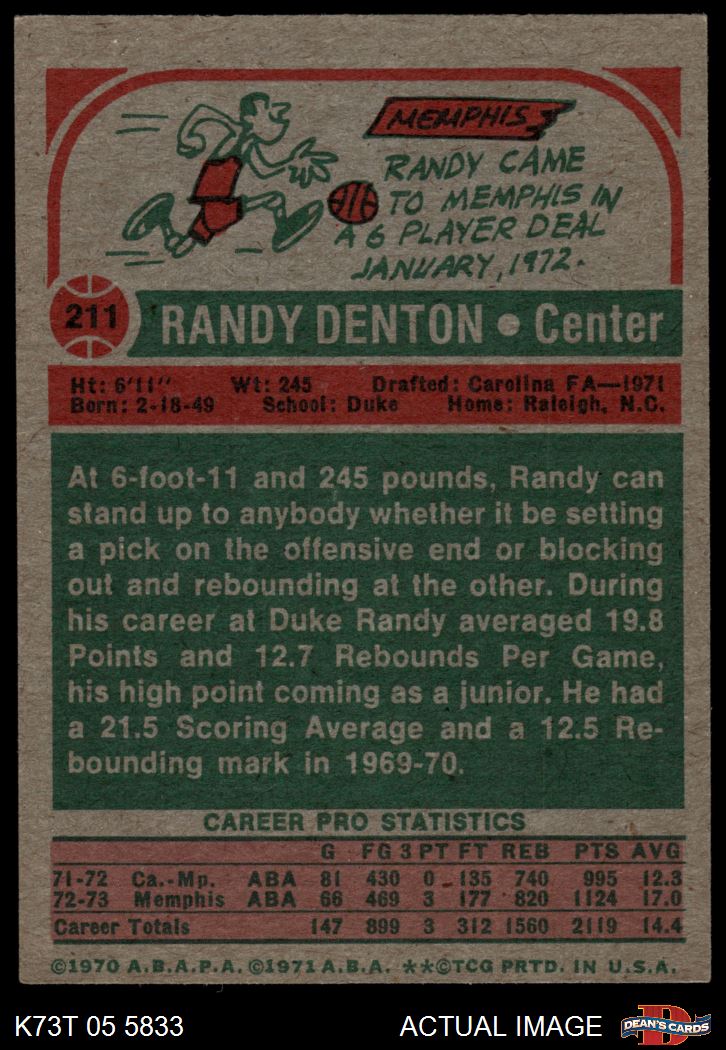 MEMPHIS
RANDY CAME
TO MEMPHIS IN
A 6 PLAYER DEAL
JANUARY, 1972.
211 RANDY DENTON • Center
Ht: 6'11" Wt: 245 Drafted: Carolina FA—1971
Born: 2-18-49 School: Duke Home: Raleigh, N.C.
At 6-foot-11 and 245 pounds, Randy can
stand up to anybody whether it be setting
a pick on the offensive end or blocking
out and rebounding at the other. During
his career at Duke Randy averaged 19.8
Points and 12.7 Rebounds Per Game,
his high point coming as a junior. He had
a 21.5 Scoring Average and a 12.5 Re-
bounding mark in 1969-70.
CAREER PRO STATISTICS
G FG 3 PT FT REB PTS AVG
71-72 Ca.-Mp. ABA 81 430 0 135 740 995 12.3
72-73 Memphis ABA 66 469 3 177 820 1124 17.0
Career Totals 147 899 3 312 1560 2119 14.4
©1970 A.B.A.P.A. ©1971 A.B.A. **©TCG PRTD. IN U.S.A.
K73T 05 5833 ACTUAL IMAGE D DEAN'S CARDS